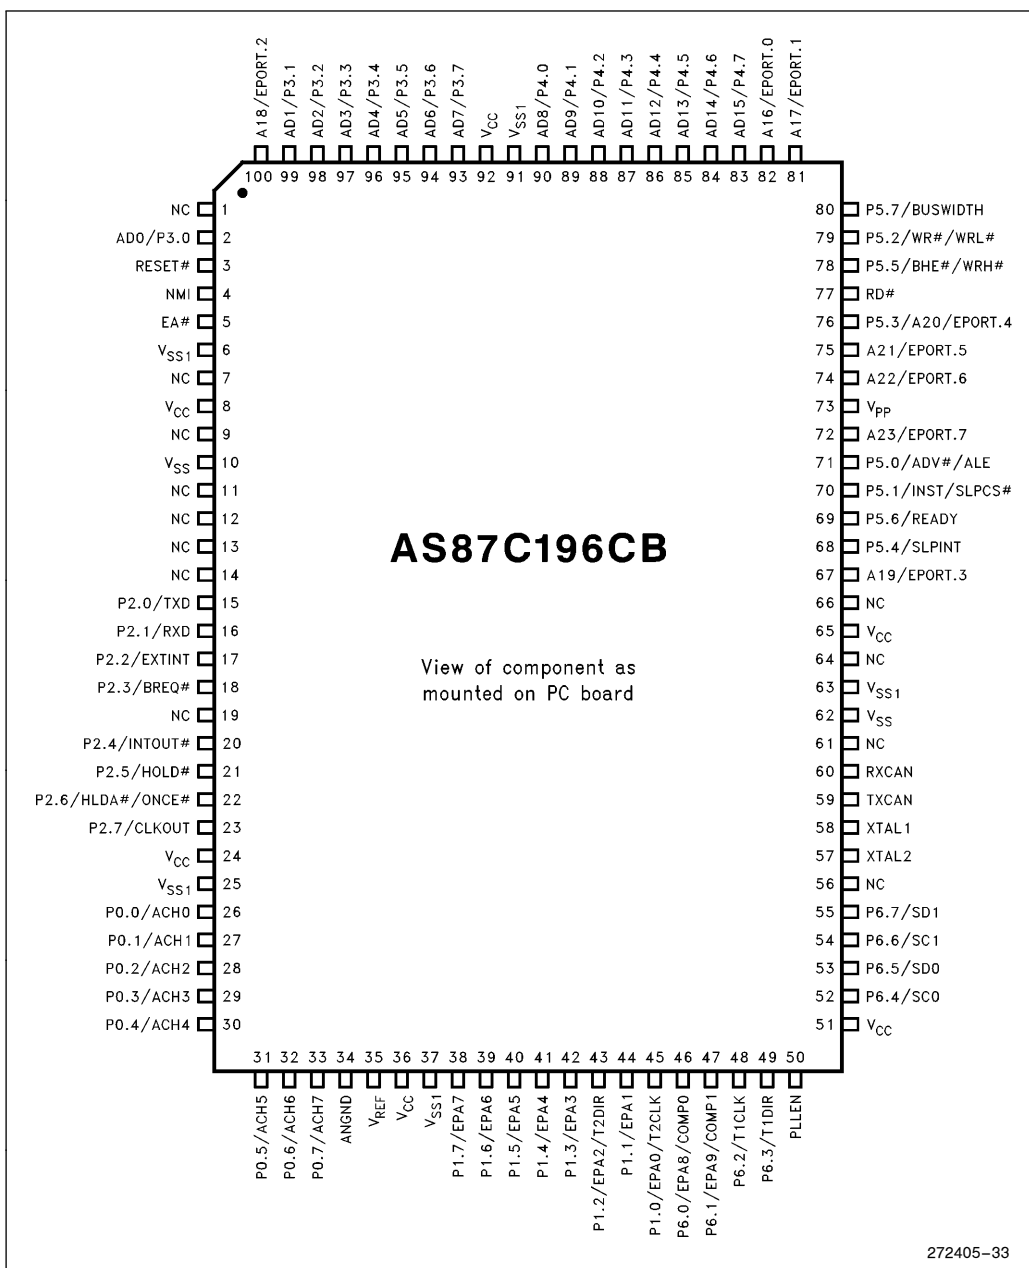 A18/EPORT.2
AD1/P3.1
AD2/P3.2
AD3/P3.3
AD4/P3.4
AD5/P3.5
AD6/P3.6
AD7/P3.7
VCC
VSS1
AD8/P4.0
AD9/P4.1
AD10/P4.2
AD11/P4.3
AD12/P4.4
AD13/P4.5
AD14/P4.6
AD15/P4.7
A16/EPORT.0
A17/EPORT.1
100 99 98 97 96 95 94 93 92 91 90 89 88 87 86 85 84 83 82 81
NC 1 80 P5.7/BUSWIDTH
AD0/P3.0 2 79 P5.2/WR#/WRL#
RESET# 3 78 P5.5/BHE#/WRH#
NMI 4 77 RD#
EA# 5 76 P5.3/A20/EPORT.4
VSS1 6 75 A21/EPORT.5
NC 7 74 A22/EPORT.6
VCC 8 73 VPP
NC 9 72 A23/EPORT.7
VSS 10 71 P5.0/ADV#/ALE
NC 11 70 P5.1/INST/SLPCS#
NC 12 69 P5.6/READY
NC 13 68 P5.4/SLPINT
NC 14 67 A19/EPORT.3
P2.0/TXD 15 66 NC
P2.1/RXD 16 65 VCC
P2.2/EXTINT 17 64 NC
P2.3/BREQ# 18 63 VSS1
NC 19 62 VSS
P2.4/INTOUT# 20 61 NC
P2.5/HOLD# 21 60 RXCAN
P2.6/HLDA#/ONCE# 22 59 TXCAN
P2.7/CLKOUT 23 58 XTAL1
VCC 24 57 XTAL2
VSS1 25 56 NC
P0.0/ACH0 26 55 P6.7/SD1
P0.1/ACH1 27 54 P6.6/SC1
P0.2/ACH2 28 53 P6.5/SD0
P0.3/ACH3 29 52 P6.4/SC0
P0.4/ACH4 30 51 VCC
AS87C196CB
View of component as
mounted on PC board
31 32 33 34 35 36 37 38 39 40 41 42 43 44 45 46 47 48 49 50
P0.5/ACH5
P0.6/ACH6
P0.7/ACH7
ANGND
VREF
VCC
VSS1
P1.7/EPA7
P1.6/EPA6
P1.5/EPA5
P1.4/EPA4
P1.3/EPA3
P1.2/EPA2/T2DIR
P1.1/EPA1
P1.0/EPA0/T2CLK
P6.0/EPA8/COMP0
P6.1/EPA9/COMP1
P6.2/T1CLK
P6.3/T1DIR
PLLEN
272405–33